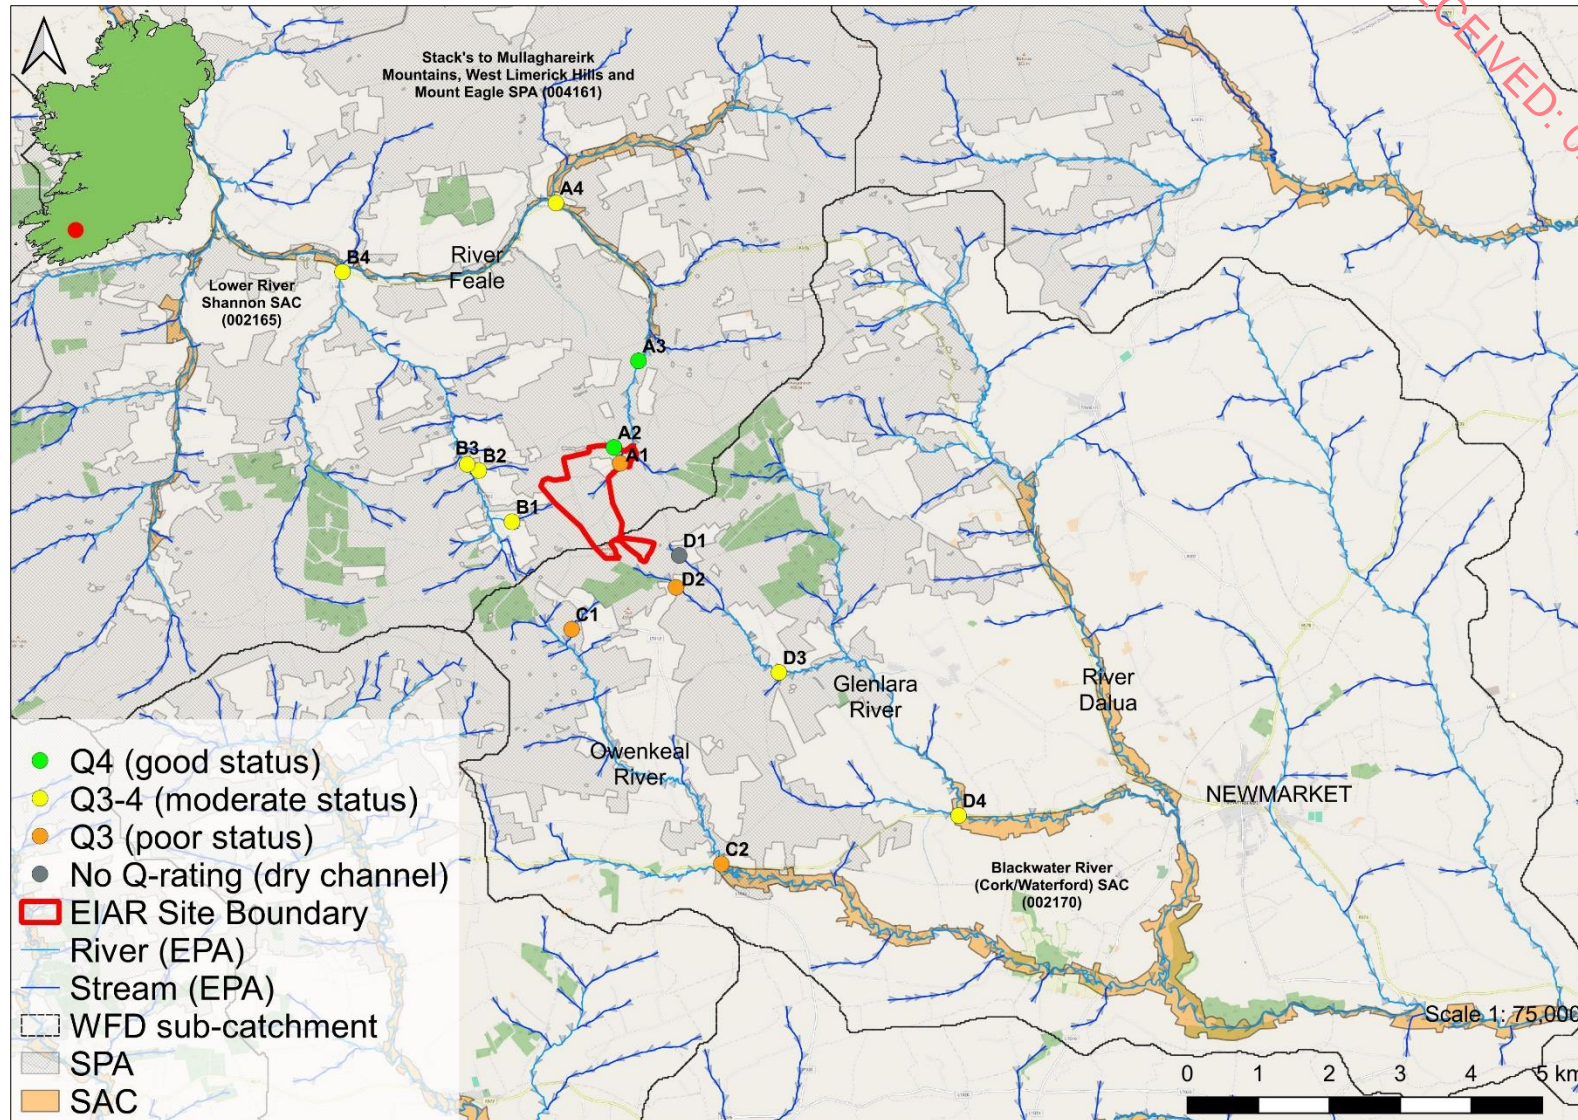 RECEIVED: 0
Stack's to Mullaghareirk
Mountains, West Limerick Hills and
Mount Eagle SPA (004161)
A4
River
Feale
B4
Lower River
Shannon SAC
(002165)
A3
A2
A1
B3
B2
B1
D1
D2
C1
D3
Glenlara
River
River
Dalua
Owenkeal
River
NEWMARKET
D4
C2
Blackwater River
(Cork/Waterford) SAC
(002170)
Q4 (good status)
Q3-4 (moderate status)
Q3 (poor status)
No Q-rating (dry channel)
EIAR Site Boundary
River (EPA)
Stream (EPA)
WFD sub-catchment
SPA
SAC
Scale 1: 75,000
0 1 2 3 4 5 km